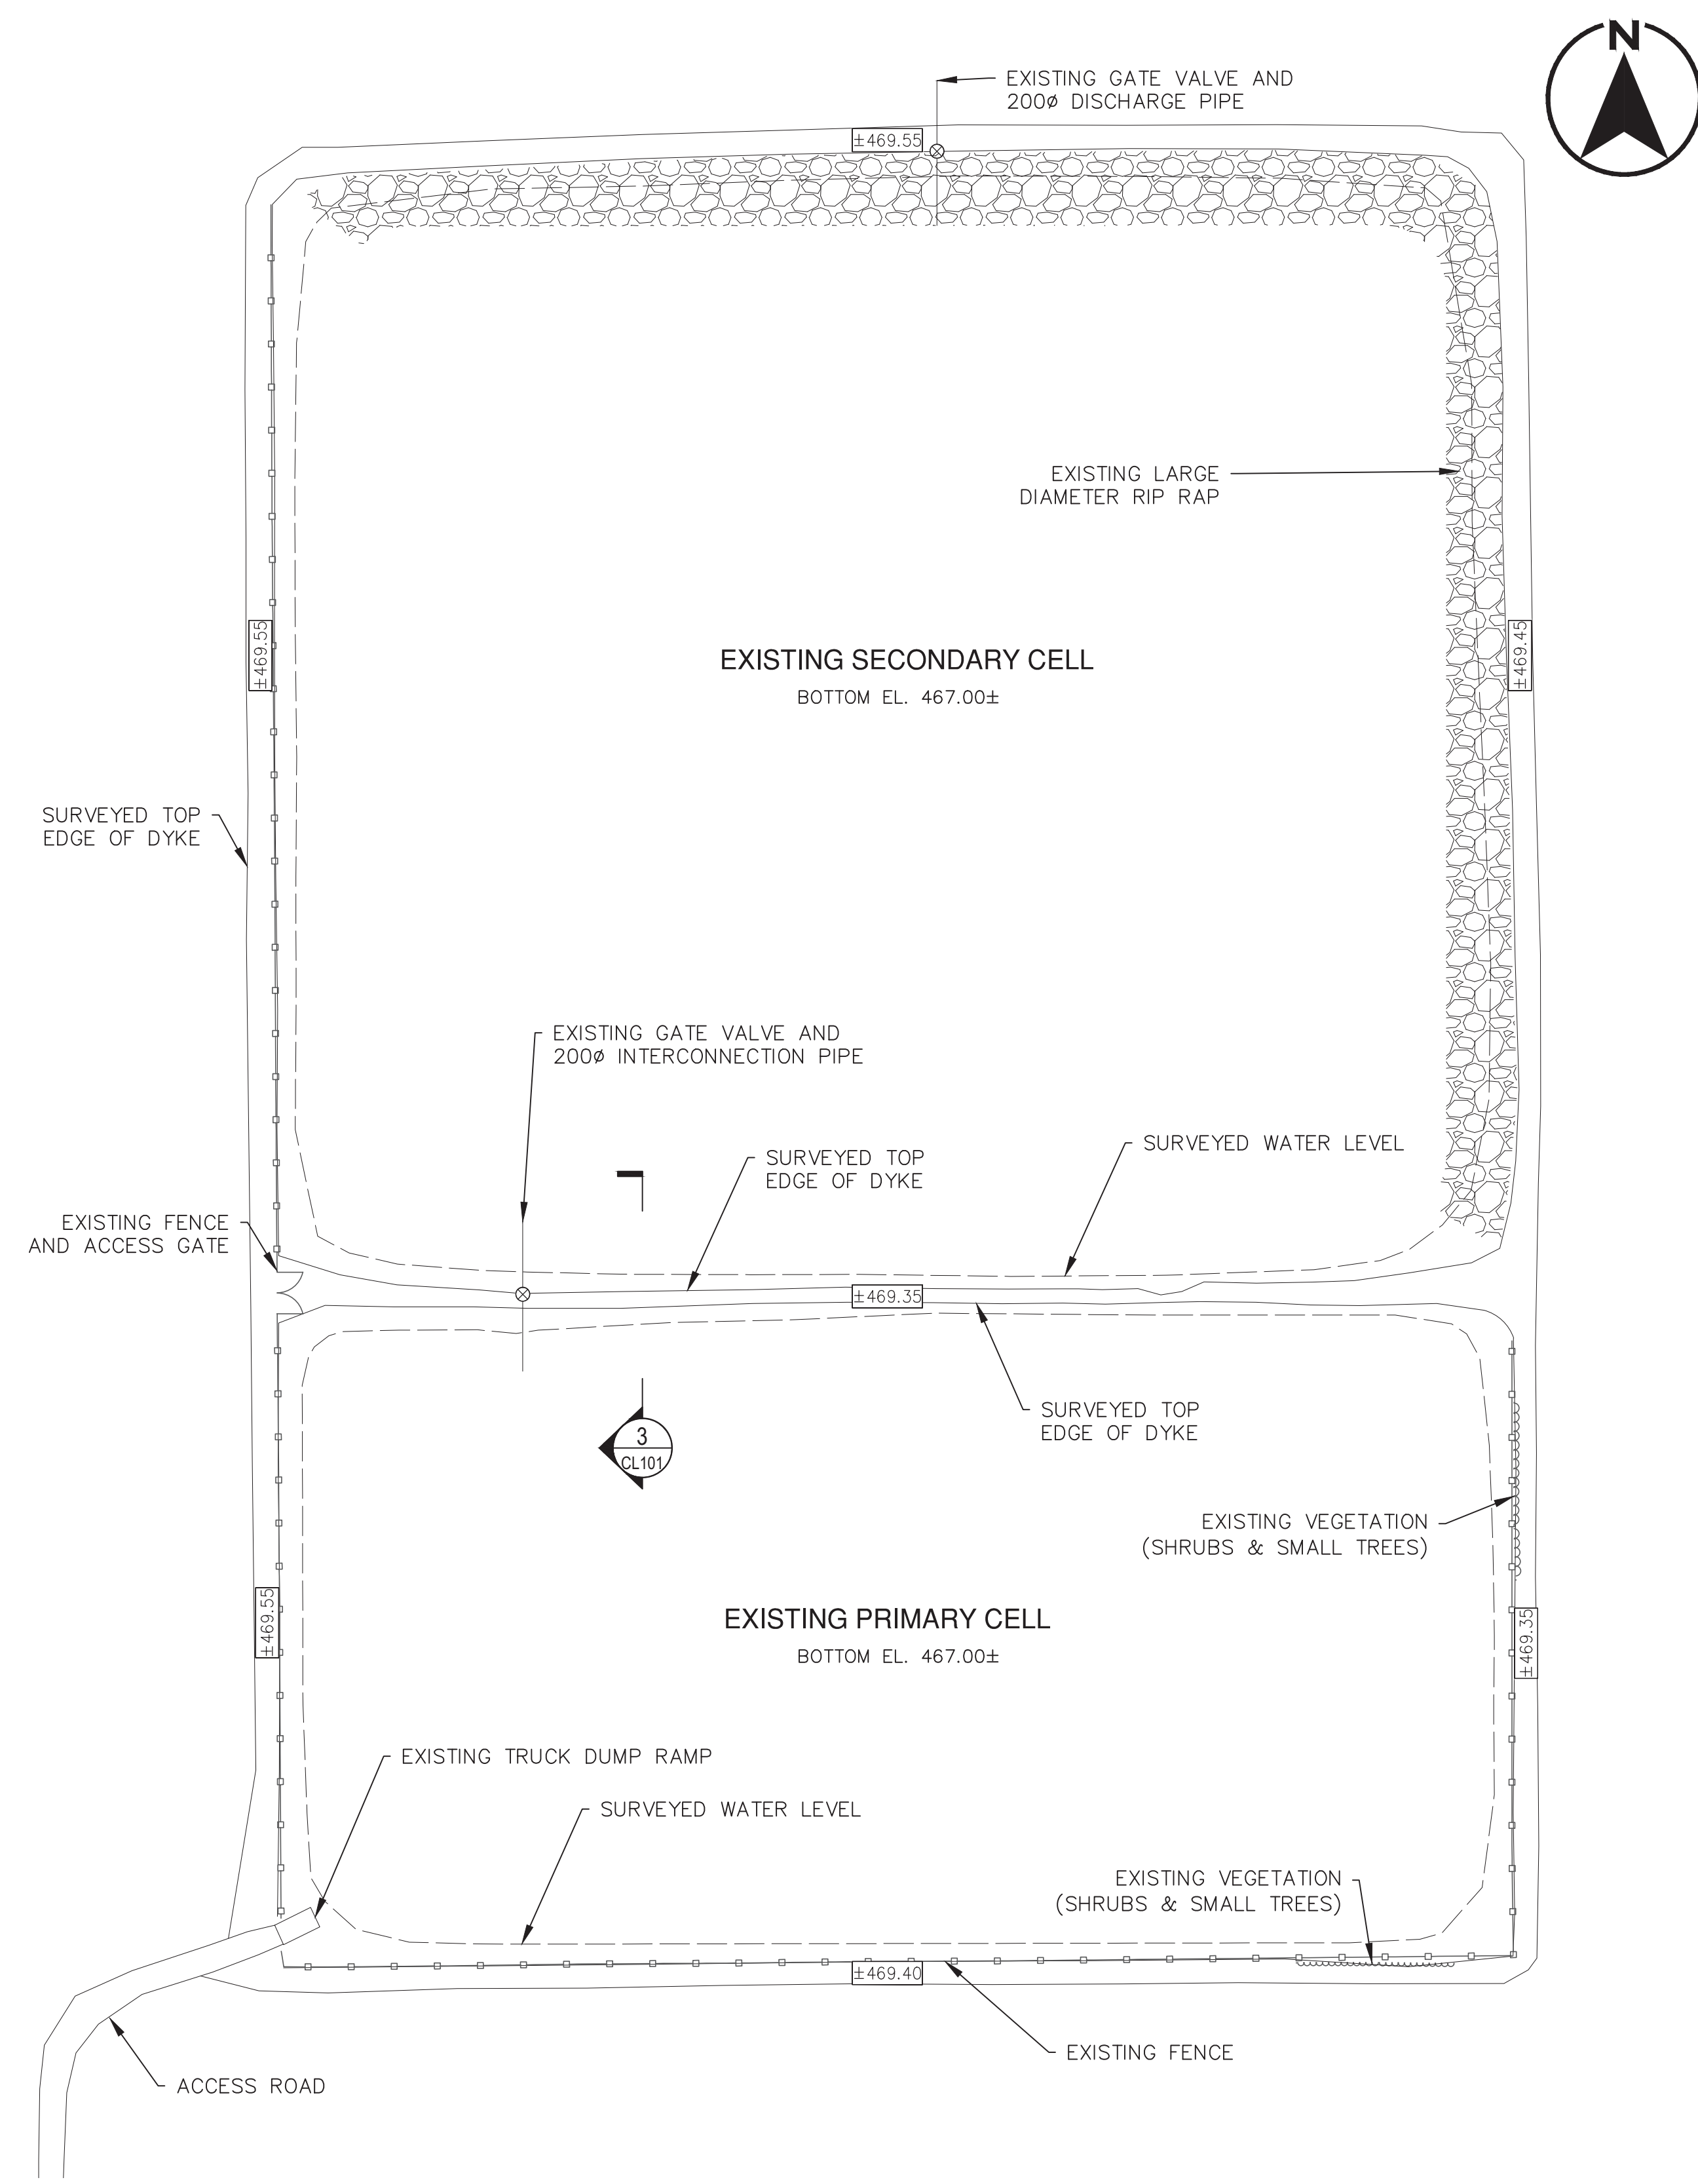 N
EXISTING GATE VALVE AND
200ø DISCHARGE PIPE
±469.55
EXISTING LARGE
DIAMETER RIP RAP
±469.55
±469.45
EXISTING SECONDARY CELL
BOTTOM EL. 467.00±
SURVEYED TOP
EDGE OF DYKE
EXISTING GATE VALVE AND
200ø INTERCONNECTION PIPE
SURVEYED WATER LEVEL
SURVEYED TOP
EDGE OF DYKE
EXISTING FENCE
AND ACCESS GATE
±469.35
SURVEYED TOP
EDGE OF DYKE
3
CL101
EXISTING VEGETATION
(SHRUBS & SMALL TREES)
±469.55
±469.35
EXISTING PRIMARY CELL
BOTTOM EL. 467.00±
EXISTING TRUCK DUMP RAMP
SURVEYED WATER LEVEL
EXISTING VEGETATION
(SHRUBS & SMALL TREES)
±469.40
EXISTING FENCE
ACCESS ROAD